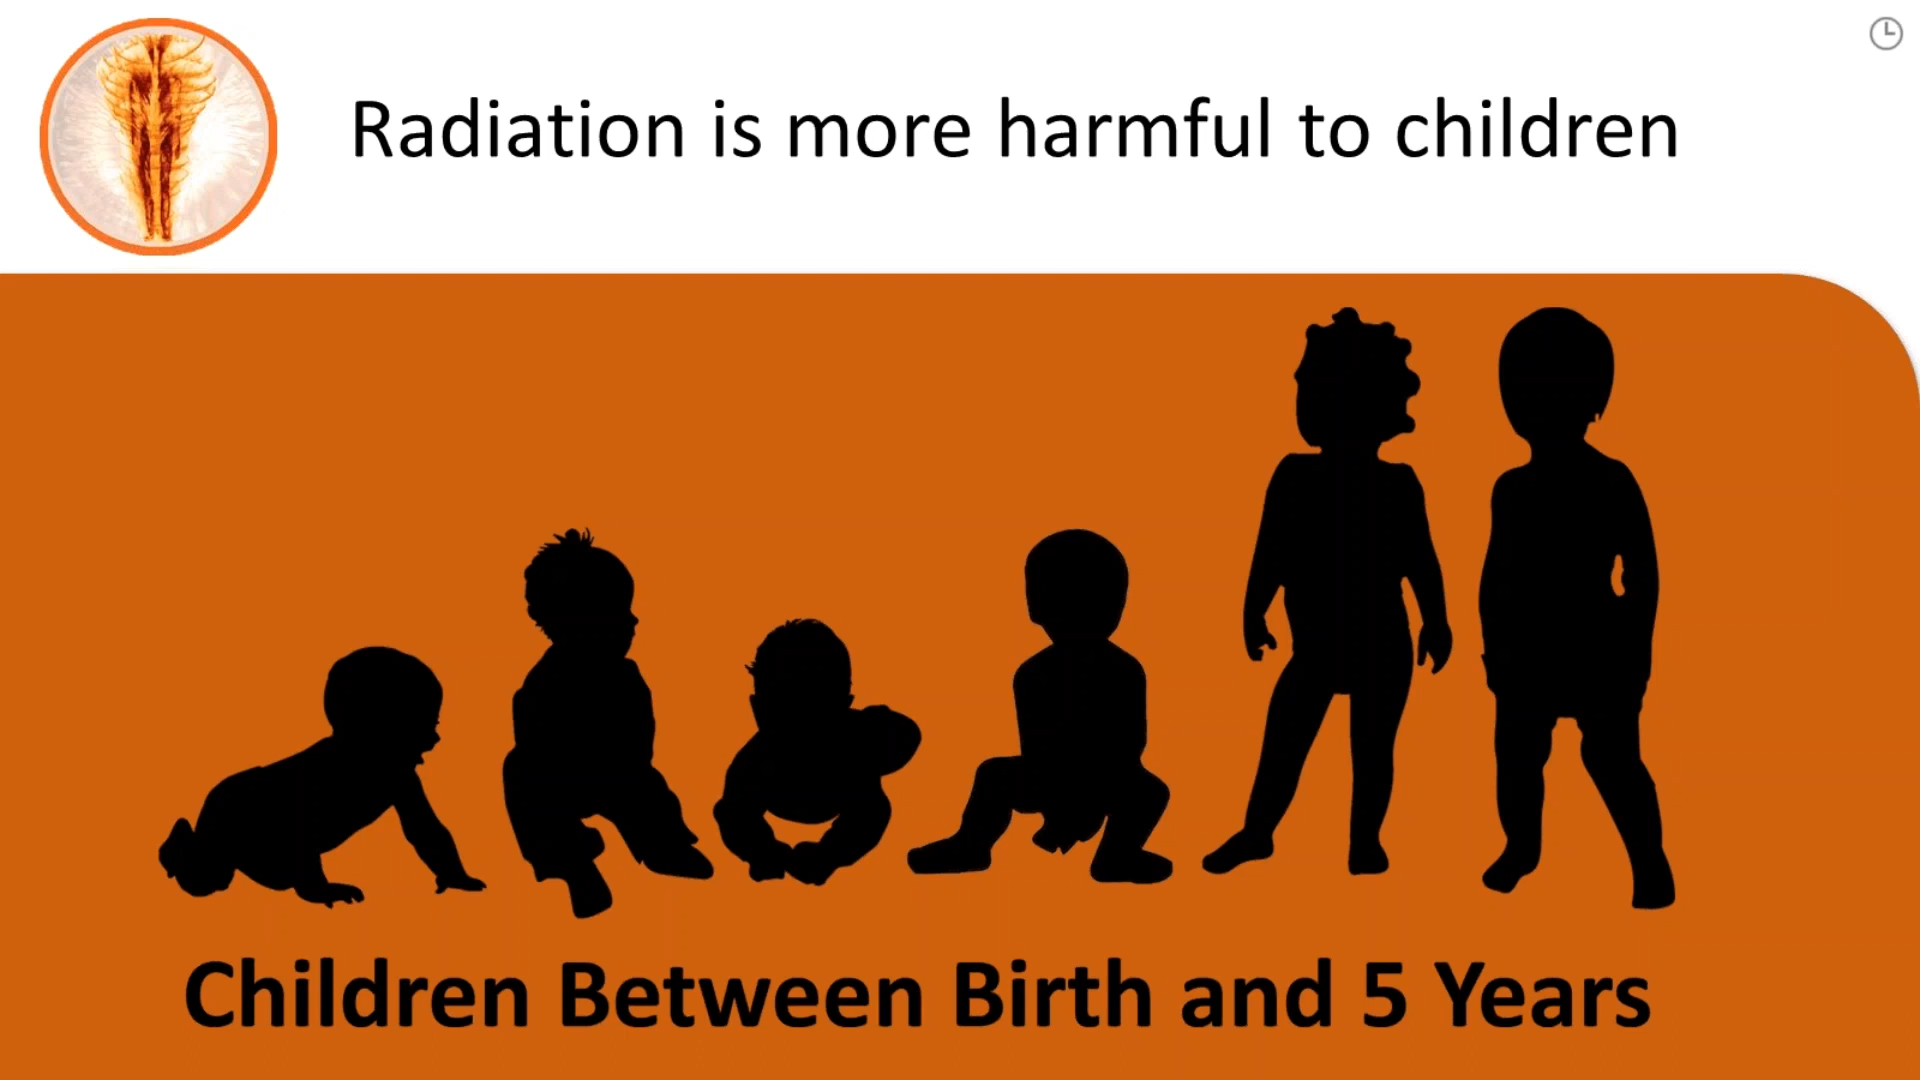 Radiation is more harmful to children
Children Between Birth and 5 Years